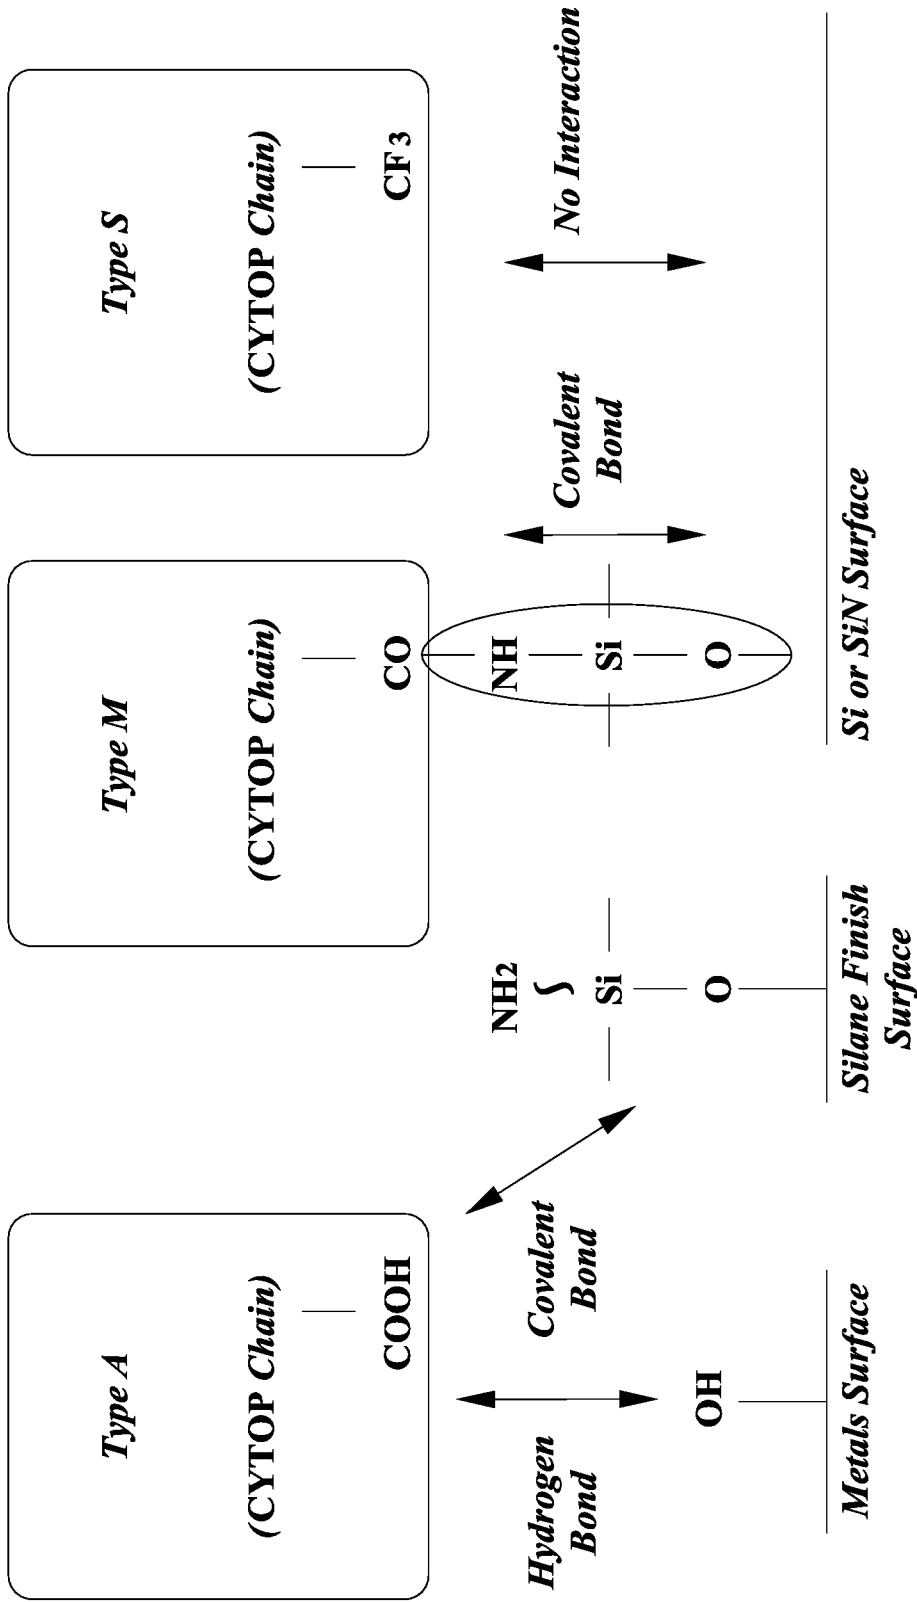 Type A
(CYTOP Chain)
COOH
Hydrogen
Bond
Covalent
Bond
OH
Metals Surface
NH2
Si
O
Silane Finish
Surface
Type M
(CYTOP Chain)
CO
NH
Si
O
Covalent
Bond
Si or SiN Surface
Type S
(CYTOP Chain)
CF3
No Interaction